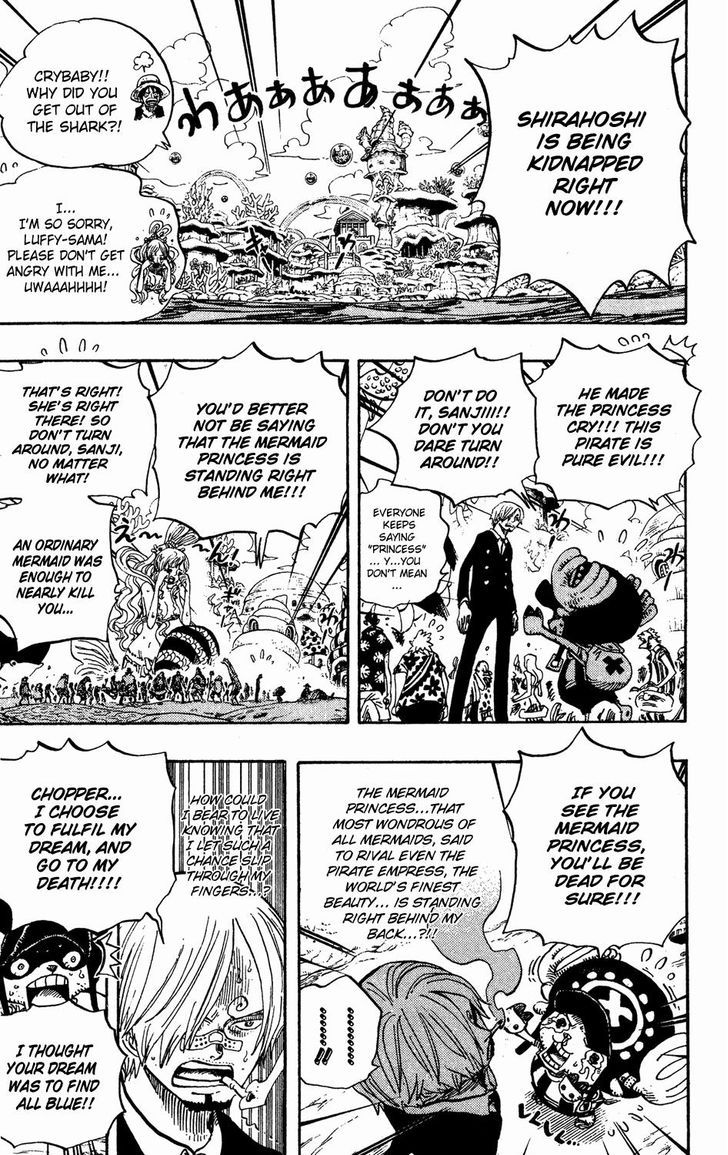 SHIRAHOSHI
IS BEING
KIDNAPPED
RIGHT
NOW!!!
CRYBABY!!
WHY DID YOU
GET OUT OF
THE SHARK?!
わあぁぁあぁぁぁ
I...
I'M SO SORRY,
LUFFY-SAMA!
PLEASE DON'T GET
ANGRY WITH ME...
UWAAAHHHH!
HE MADE
THE PRINCESS
CRY!!! THIS
PIRATE IS
PURE EVIL!!!
DON'T DO
IT, SANJIII!!
DON'T YOU
DARE TURN
AROUND!!
EVERYONE
KEEPS
SAYING
"PRINCESS"
... Y...YOU
DON'T MEAN
...
YOU'D BETTER
NOT BE SAYING
THAT THE MERMAID
PRINCESS IS
STANDING RIGHT
BEHIND ME!!!
THAT'S RIGHT!
SHE'S RIGHT
THERE! SO
DON'T TURN
AROUND, SANJI,
NO MATTER
WHAT!
AN ORDINARY
MERMAID WAS
ENOUGH TO
NEARLY KILL
YOU...
IF YOU
SEE THE
MERMAID
PRINCESS,
YOU'LL BE
DEAD FOR
SURE!!!
THE MERMAID
PRINCESS...THAT
MOST WONDROUS
OF ALL MERMAIDS, SAID
TO RIVAL EVEN THE
PIRATE EMPRESS, THE
WORLD'S FINEST
BEAUTY... IS STANDING
RIGHT BEHIND MY
BACK...?!!
HOW COULD
I BEAR TO LIVE
KNOWING THAT
I LET SUCH A
CHANCE SLIP
THROUGH MY
FINGERS...?
CHOPPER...
I CHOOSE
TO FULFIL MY
DREAM, AND
GO TO MY
DEATH!!!!
I THOUGHT
YOUR DREAM
WAS TO FIND
ALL BLUE!!